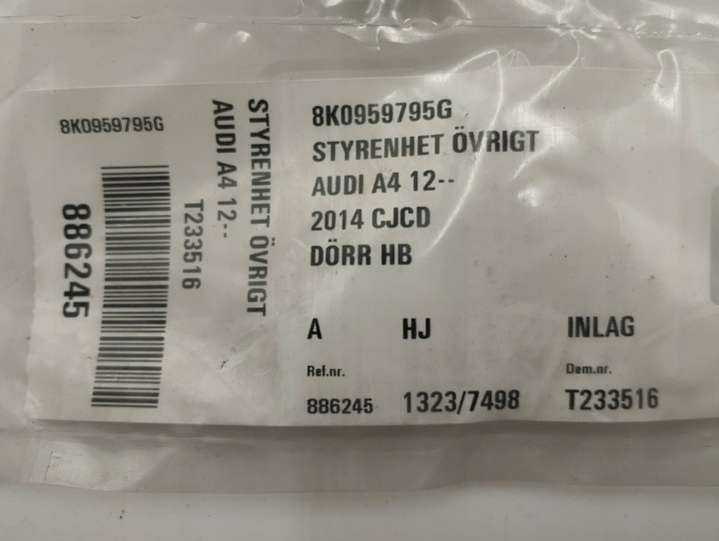 8K0959795G
886245
T233516
AUDI A4 12--
STYRENHET ÖVRIGT
8K0959795G
STYRENHET ÖVRIGT
AUDI A4 12--
2014 CJCD
DÖRR HB
A HJ INLAG
Ref.nr. Dem.nr.
886245 1323/7498 T233516